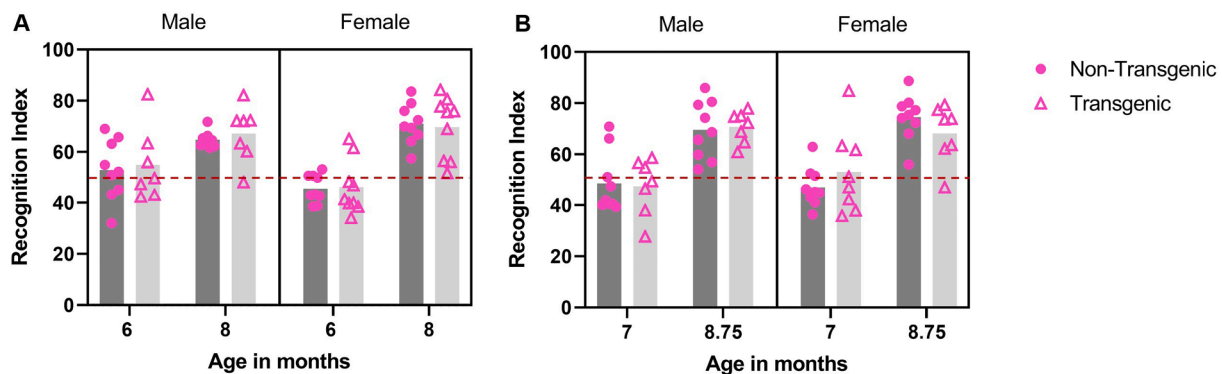 A
Male
Female
100
80
60
40
20
0
Recognition Index
6
8
6
8
Age in months
B
Male
Female
100
80
60
40
20
0
Recognition Index
7
8.75
7
8.75
Age in months
Non-Transgenic
Transgenic